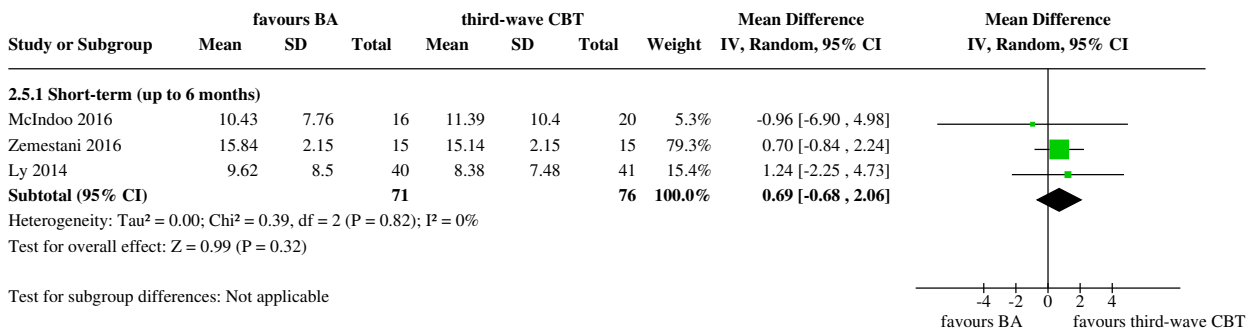 favours BA third-wave CBT Mean Difference Mean Difference
Study or Subgroup Mean SD Total Mean SD Total Weight IV, Random, 95% CI IV, Random, 95% CI
2.5.1 Short-term (up to 6 months)
McIndoo 2016 10.43 7.76 16 11.39 10.4 20 5.3% -0.96 [-6.90 , 4.98]
Zemestani 2016 15.84 2.15 15 15.14 2.15 15 79.3% 0.70 [-0.84 , 2.24]
Ly 2014 9.62 8.5 40 8.38 7.48 41 15.4% 1.24 [-2.25 , 4.73]
Subtotal (95% CI) 71 76 100.0% 0.69 [-0.68 , 2.06]
Heterogeneity: Tau² = 0.00; Chi² = 0.39, df = 2 (P = 0.82); I² = 0%
Test for overall effect: Z = 0.99 (P = 0.32)
Test for subgroup differences: Not applicable
-4 -2 0 2 4
favours BA favours third-wave CBT